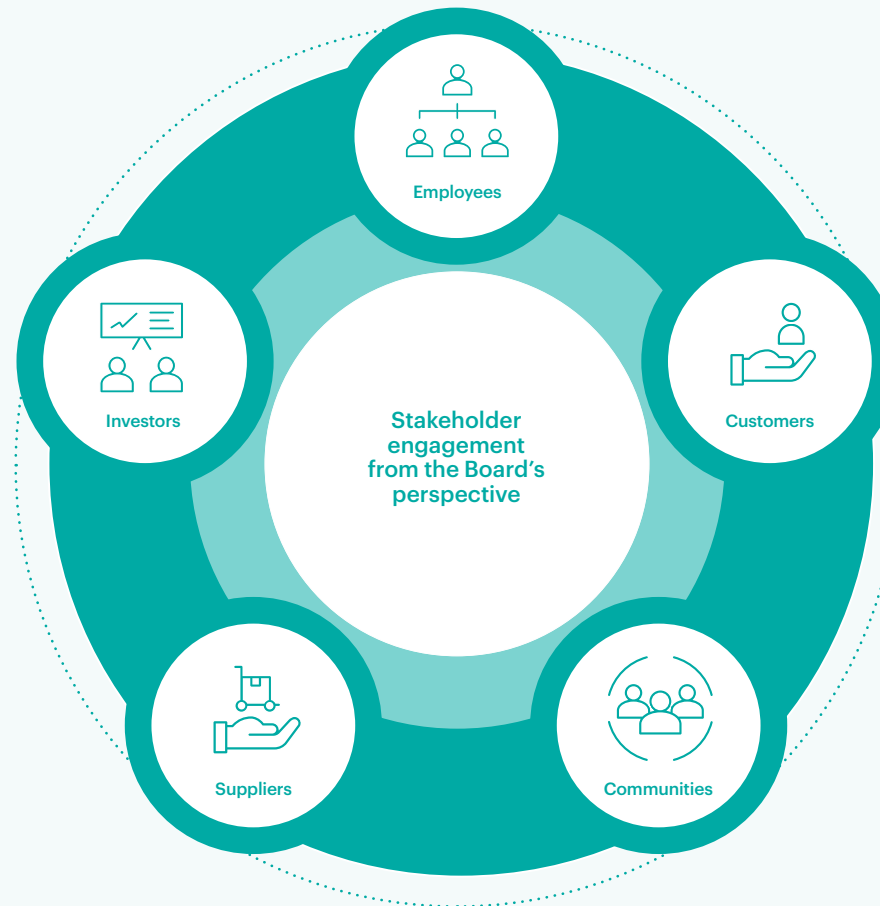 Employees
Investors
Customers
Stakeholder
engagement
from the Board’s
perspective
Suppliers
Communities